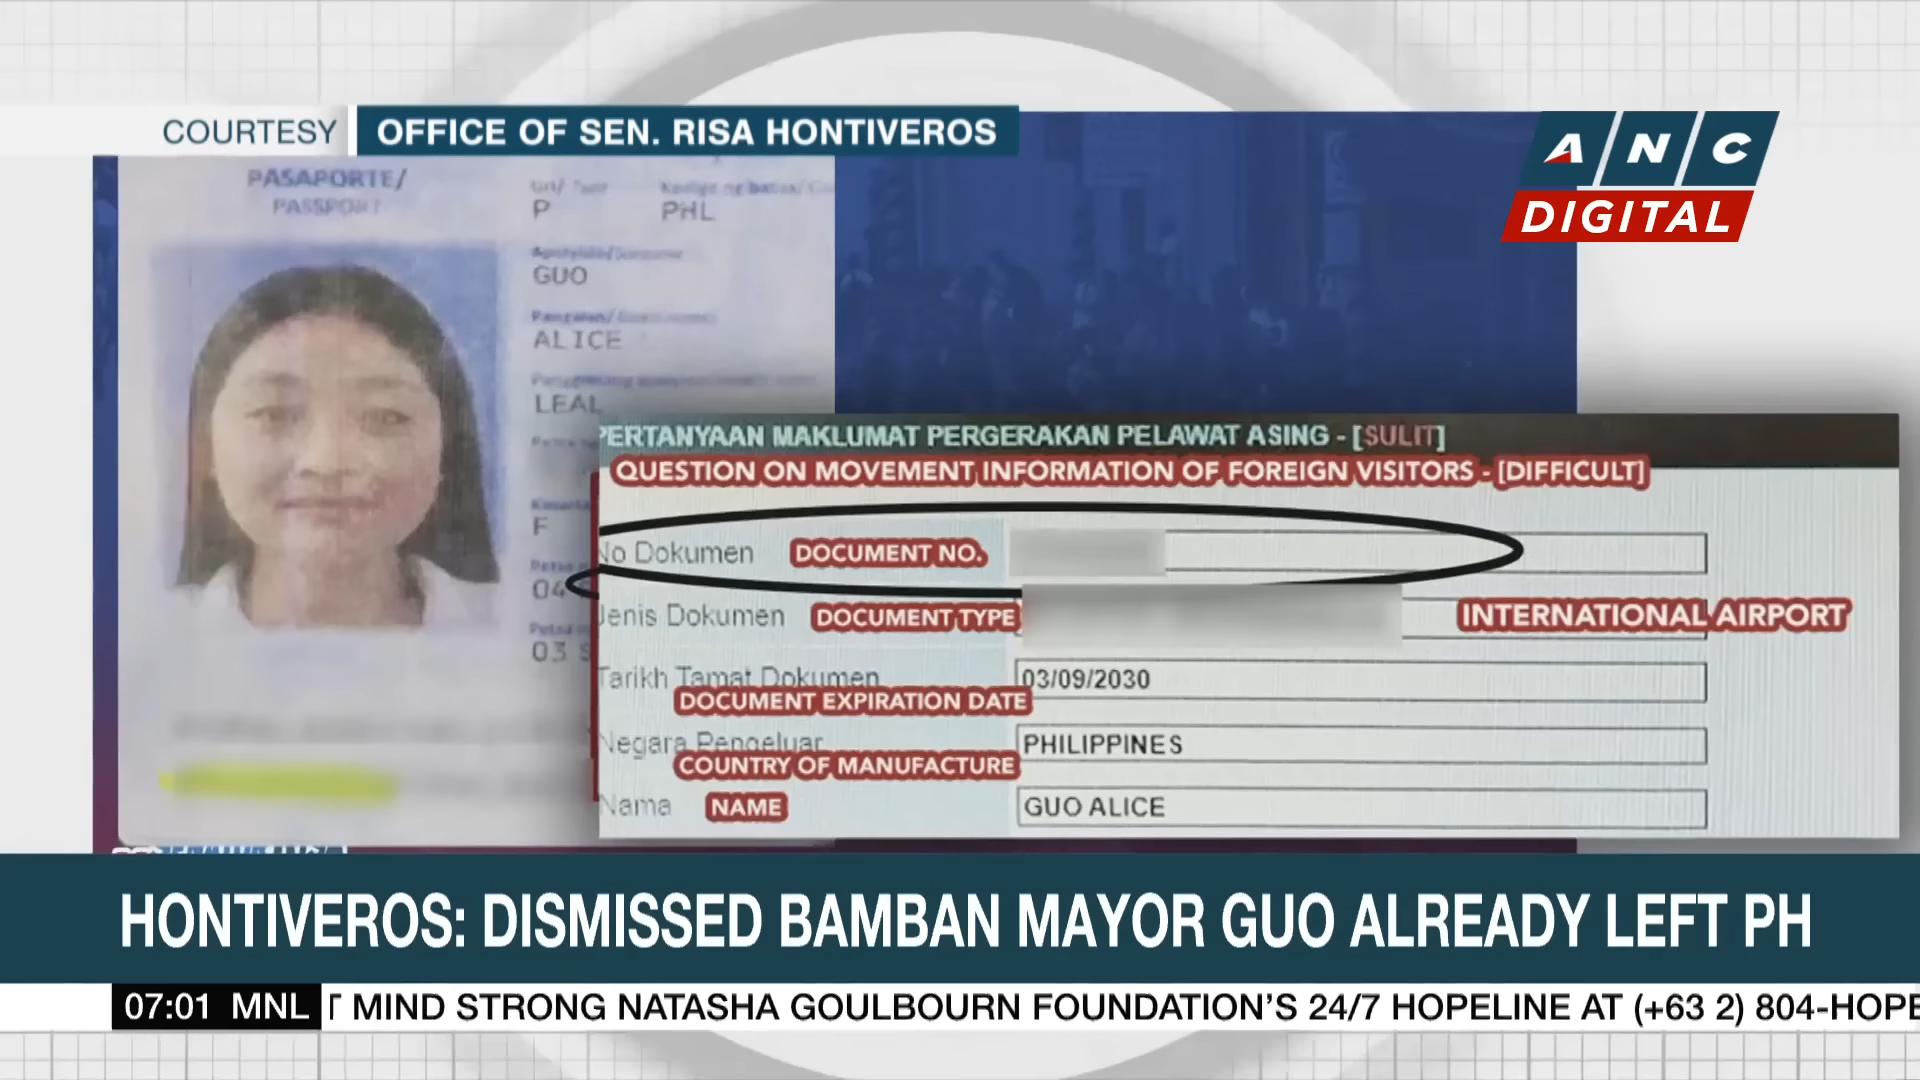 COURTESY OFFICE OF SEN. RISA HONTIVEROS
ANC
DIGITAL
PASAPORTE/
PASSPORT
P PHL
GUO
ALICE
LEAL
F
04
03 S
PERTANYAAN MAKLUMAT PERGERAKAN PELAWAT ASING - [SULIT]
QUESTION ON MOVEMENT INFORMATION OF FOREIGN VISITORS - [DIFFICULT]
No Dokumen DOCUMENT NO.
Jenis Dokumen DOCUMENT TYPE INTERNATIONAL AIRPORT
Tarikh Tamat Dokumen 03/09/2030
DOCUMENT EXPIRATION DATE
Negara Pengeluar PHILIPPINES
COUNTRY OF MANUFACTURE
Nama NAME GUO ALICE
HONTIVEROS: DISMISSED BAMBAN MAYOR GUO ALREADY LEFT PH
07:01 MNL T MIND STRONG NATASHA GOULBOURN FOUNDATION'S 24/7 HOPELINE AT (+63 2) 804-HOPE